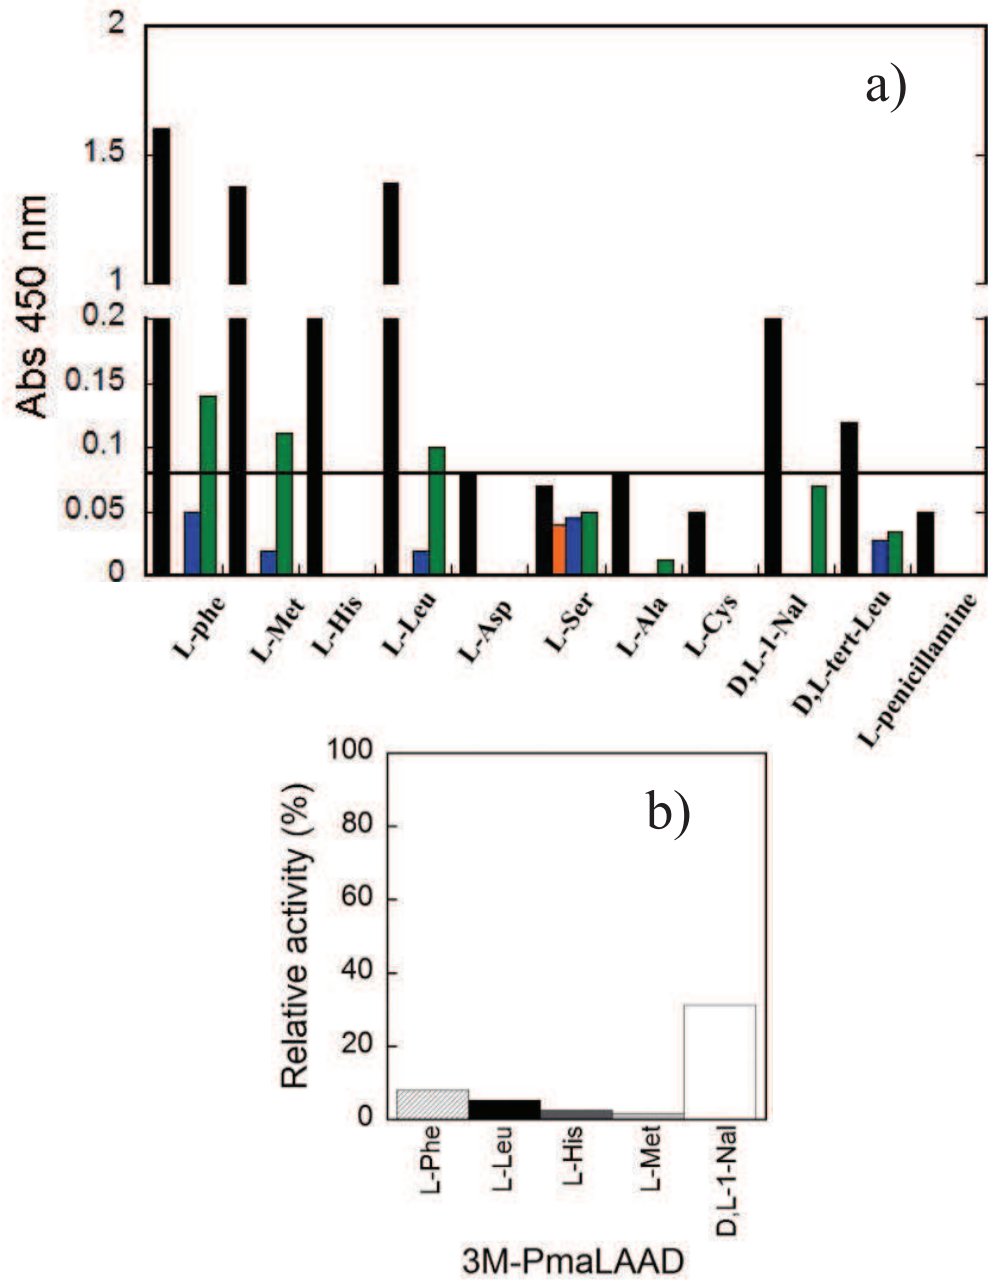 a)
Abs 450 nm
2
1.5
1
0.2
0.15
0.1
0.05
0
L-phe
L-Met
L-His
L-Leu
L-Asp
L-Ser
L-Ala
L-Cys
D,L-1-Nal
D,L-tert-Leu
L-penicillamine
b)
Relative activity (%)
100
80
60
40
20
0
L-Phe
L-Leu
L-His
L-Met
D,L-1-Nal
3M-PmaLAAD